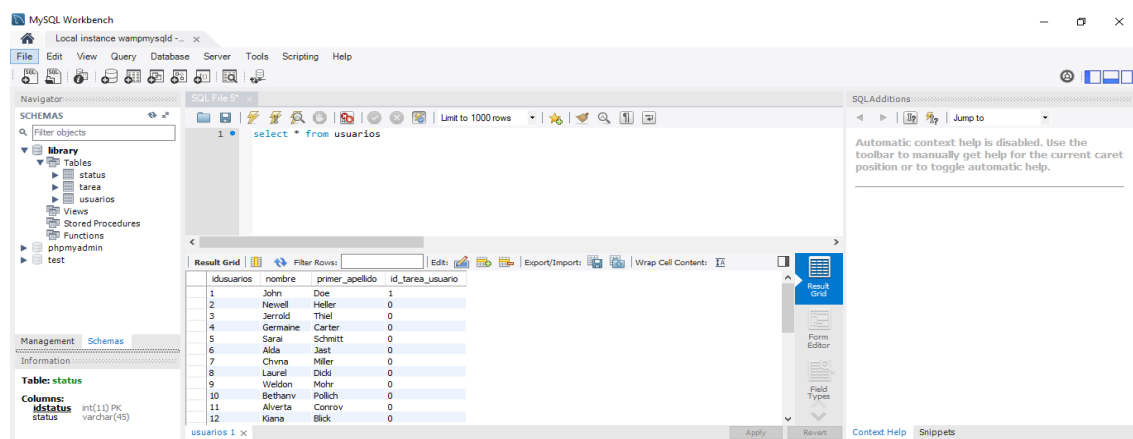 MySQL Workbench
Local instance wampmysqld -... ×
File Edit View Query Database Server Tools Scripting Help
Navigator
SCHEMAS
Filter objects
library
Tables
status
tarea
usuarios
Views
Stored Procedures
Functions
phpmyadmin
test
Management Schemas
Information
Table: status
Columns:
idstatus int(11) PK
status varchar(45)
SQL File 5* ×
Limit to 1000 rows
1 select * from usuarios
Result Grid Filter Rows: Edit: Export/Import: Wrap Cell Content:
idusuarios nombre primer_apellido id_tarea_usuario
1 John Doe 1
2 Newell Heller 0
3 Jerrold Thiel 0
4 Germaine Carter 0
5 Sarai Schmitt 0
6 Alda Jast 0
7 Chyna Miller 0
8 Laurel Dicki 0
9 Weldon Mohr 0
10 Bethany Pollich 0
11 Alverta Conroy 0
12 Kiana Blick 0
Result
Grid
Form
Editor
Field
Types
usuarios 1 × Apply Revert
SQLAdditions
Jump to
Automatic context help is disabled. Use the
toolbar to manually get help for the current caret
position or to toggle automatic help.
Context Help Snippets